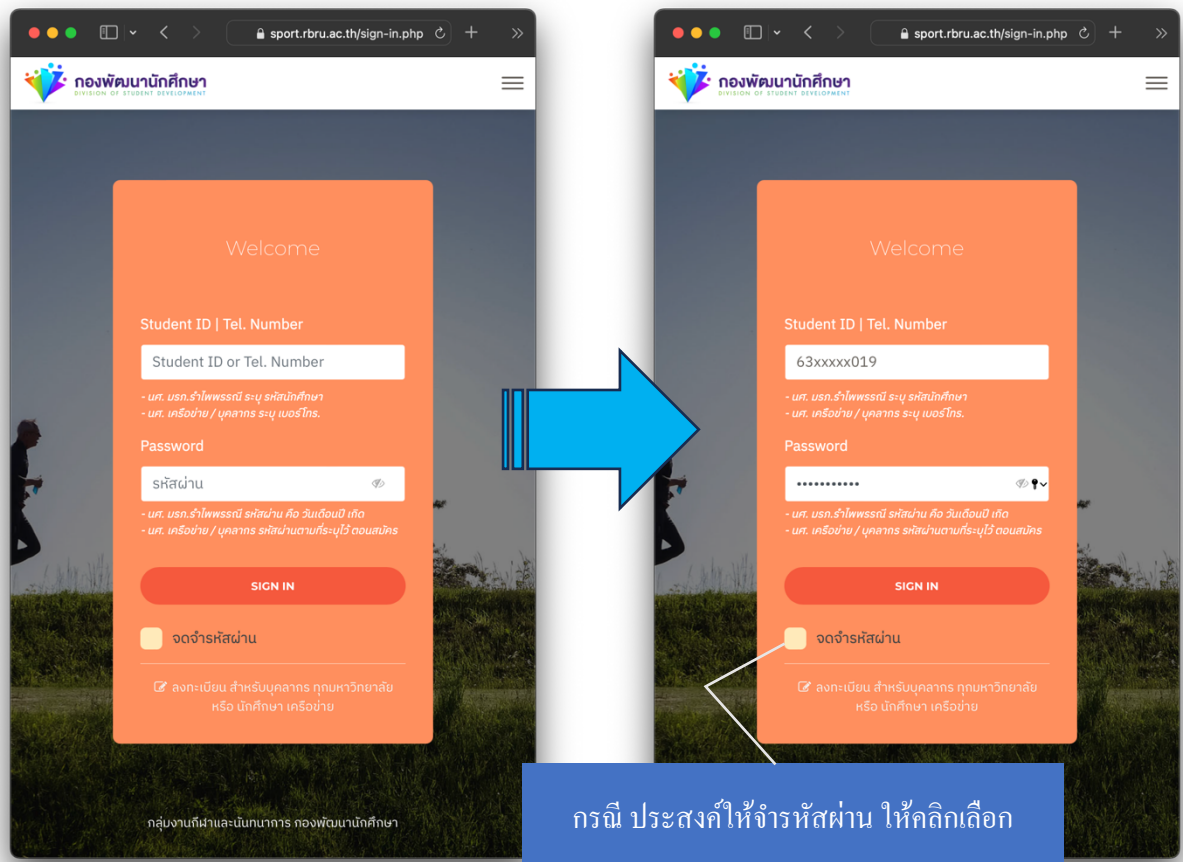 sport.rbru.ac.th/sign-in.php
กองพัฒนานักศึกษา
DIVISION OF STUDENT DEVELOPMENT
Welcome
Student ID | Tel. Number
Student ID or Tel. Number
- นศ. มรภ.รำไพพรรณี ระบุ รหัสนักศึกษา
- นศ. เครือข่าย / บุคลากร ระบุ เบอร์โทร.
Password
รหัสผ่าน
- นศ. มรภ.รำไพพรรณี รหัสผ่าน คือ วันเดือนปี เกิด
- นศ. เครือข่าย / บุคลากร รหัสผ่านตามที่ระบุไว้ ตอนสมัคร
SIGN IN
จดจำรหัสผ่าน
ลงทะเบียน สำหรับบุคลากร ทุกมหาวิทยาลัย
หรือ นักศึกษา เครือข่าย
กลุ่มงานกีฬาและนันทนาการ กองพัฒนานักศึกษา
sport.rbru.ac.th/sign-in.php
กองพัฒนานักศึกษา
DIVISION OF STUDENT DEVELOPMENT
Welcome
Student ID | Tel. Number
63xxxxx019
- นศ. มรภ.รำไพพรรณี ระบุ รหัสนักศึกษา
- นศ. เครือข่าย / บุคลากร ระบุ เบอร์โทร.
Password
•••••••••••
- นศ. มรภ.รำไพพรรณี รหัสผ่าน คือ วันเดือนปี เกิด
- นศ. เครือข่าย / บุคลากร รหัสผ่านตามที่ระบุไว้ ตอนสมัคร
SIGN IN
จดจำรหัสผ่าน
ลงทะเบียน สำหรับบุคลากร ทุกมหาวิทยาลัย
หรือ นักศึกษา เครือข่าย
กรณี ประสงค์ให้จำรหัสผ่าน ให้คลิกเลือก